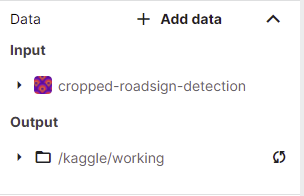 Data + Add data
Input
cropped-roadsign-detection
Output
/kaggle/working